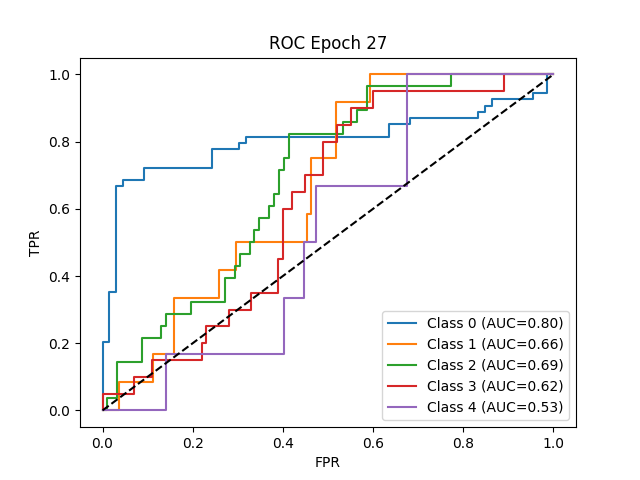 ROC Epoch 27
TPR
1.0
0.8
0.6
0.4
0.2
0.0
Class 0 (AUC=0.80)
Class 1 (AUC=0.66)
Class 2 (AUC=0.69)
Class 3 (AUC=0.62)
Class 4 (AUC=0.53)
0.0 0.2 0.4 0.6 0.8 1.0
FPR